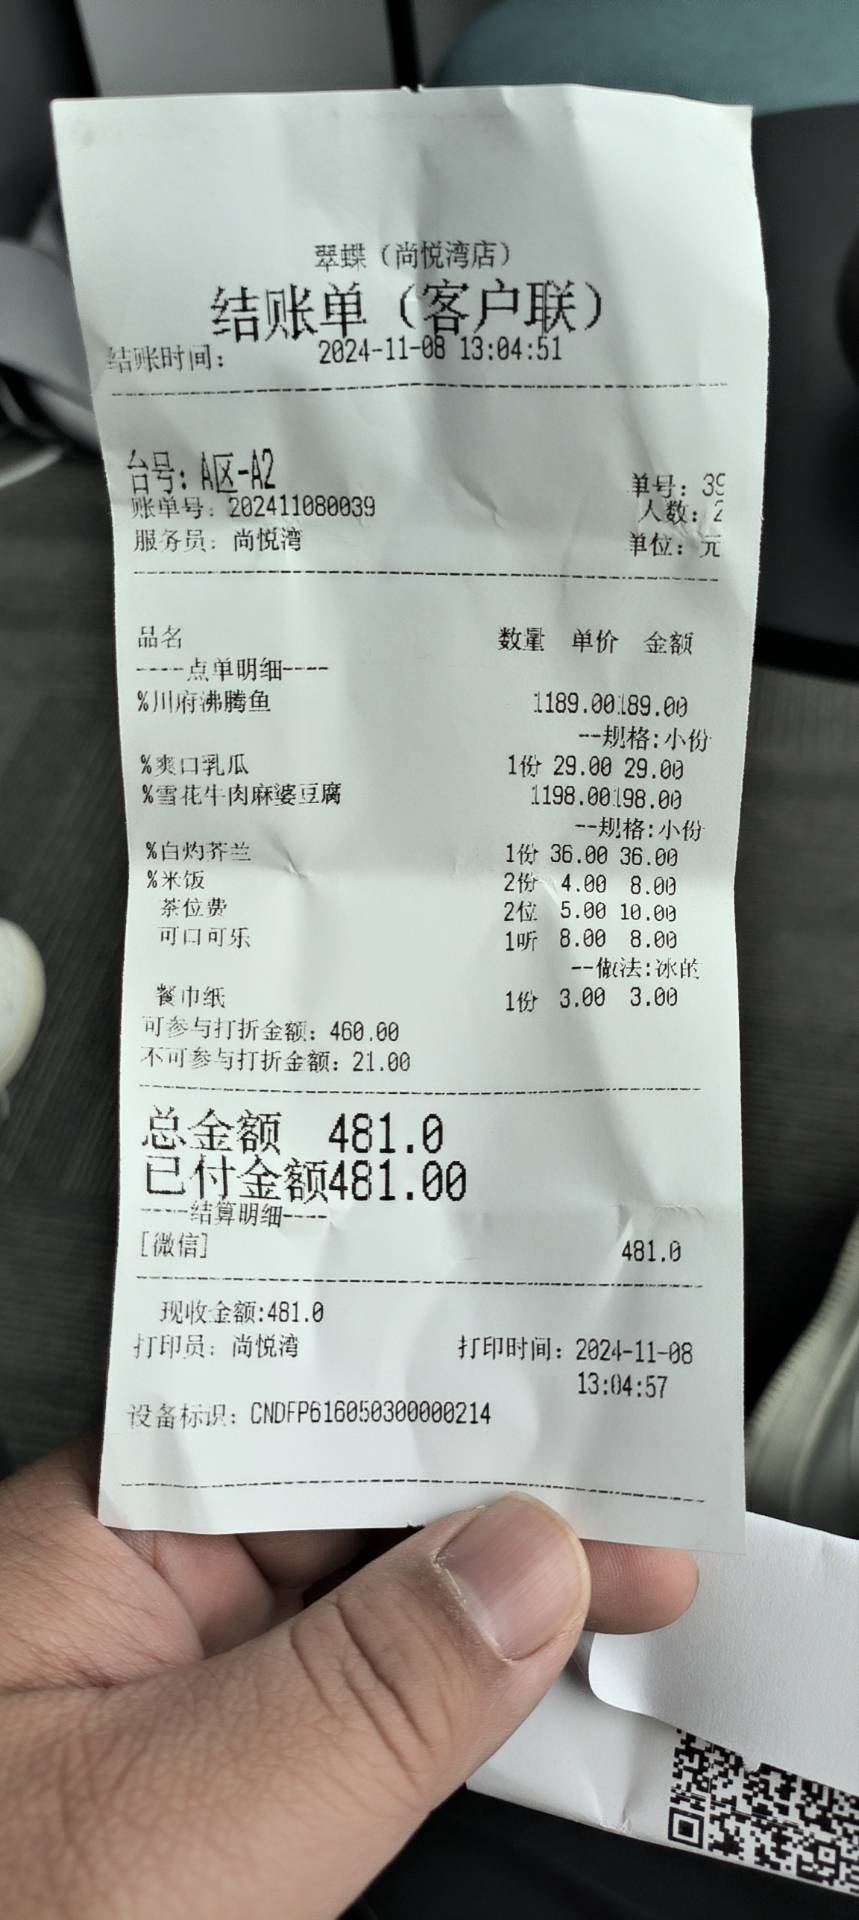 翠蝶（尚悦湾店）
结账单（客户联）
结账时间： 2024-11-08 13:04:51
台号：A区-A2
单号：39
账单号：202411080039
人数：2
服务员：尚悦湾
单位：元
品名 数量 单价 金额
----点单明细----
%川府沸腾鱼 1189.00189.00
--规格:小份
%爽口乳瓜 1份 29.00 29.00
%雪花牛肉麻婆豆腐 1198.00198.00
--规格:小份
%白灼芥兰 1份 36.00 36.00
%米饭 2份 4.00 8.00
茶位费 2位 5.00 10.00
可口可乐 1听 8.00 8.00
--做法:冰的
餐巾纸 1份 3.00 3.00
可参与打折金额：460.00
不可参与打折金额：21.00
总金额 481.0
已付金额481.00
----结算明细----
[微信] 481.0
现收金额:481.0
打印员：尚悦湾 打印时间：2024-11-08
13:04:57
设备标识：CNDFP616050300000214